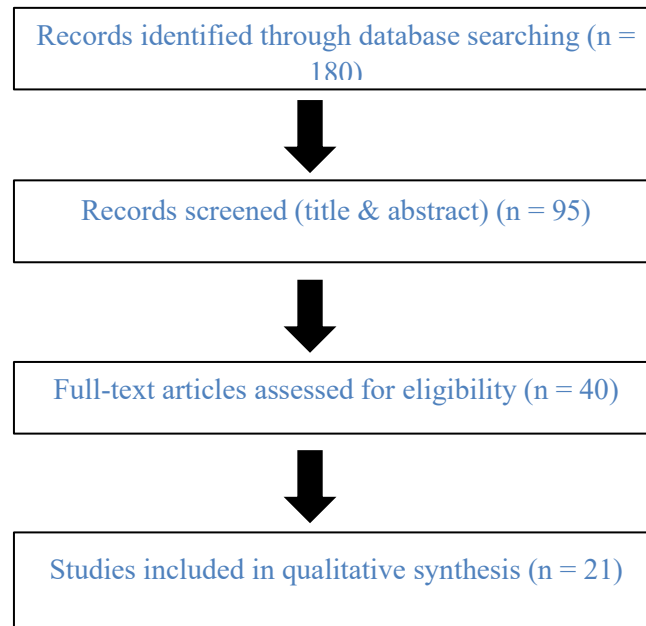 Records identified through database searching (n =
180)
Records screened (title & abstract) (n = 95)
Full-text articles assessed for eligibility (n = 40)
Studies included in qualitative synthesis (n = 21)